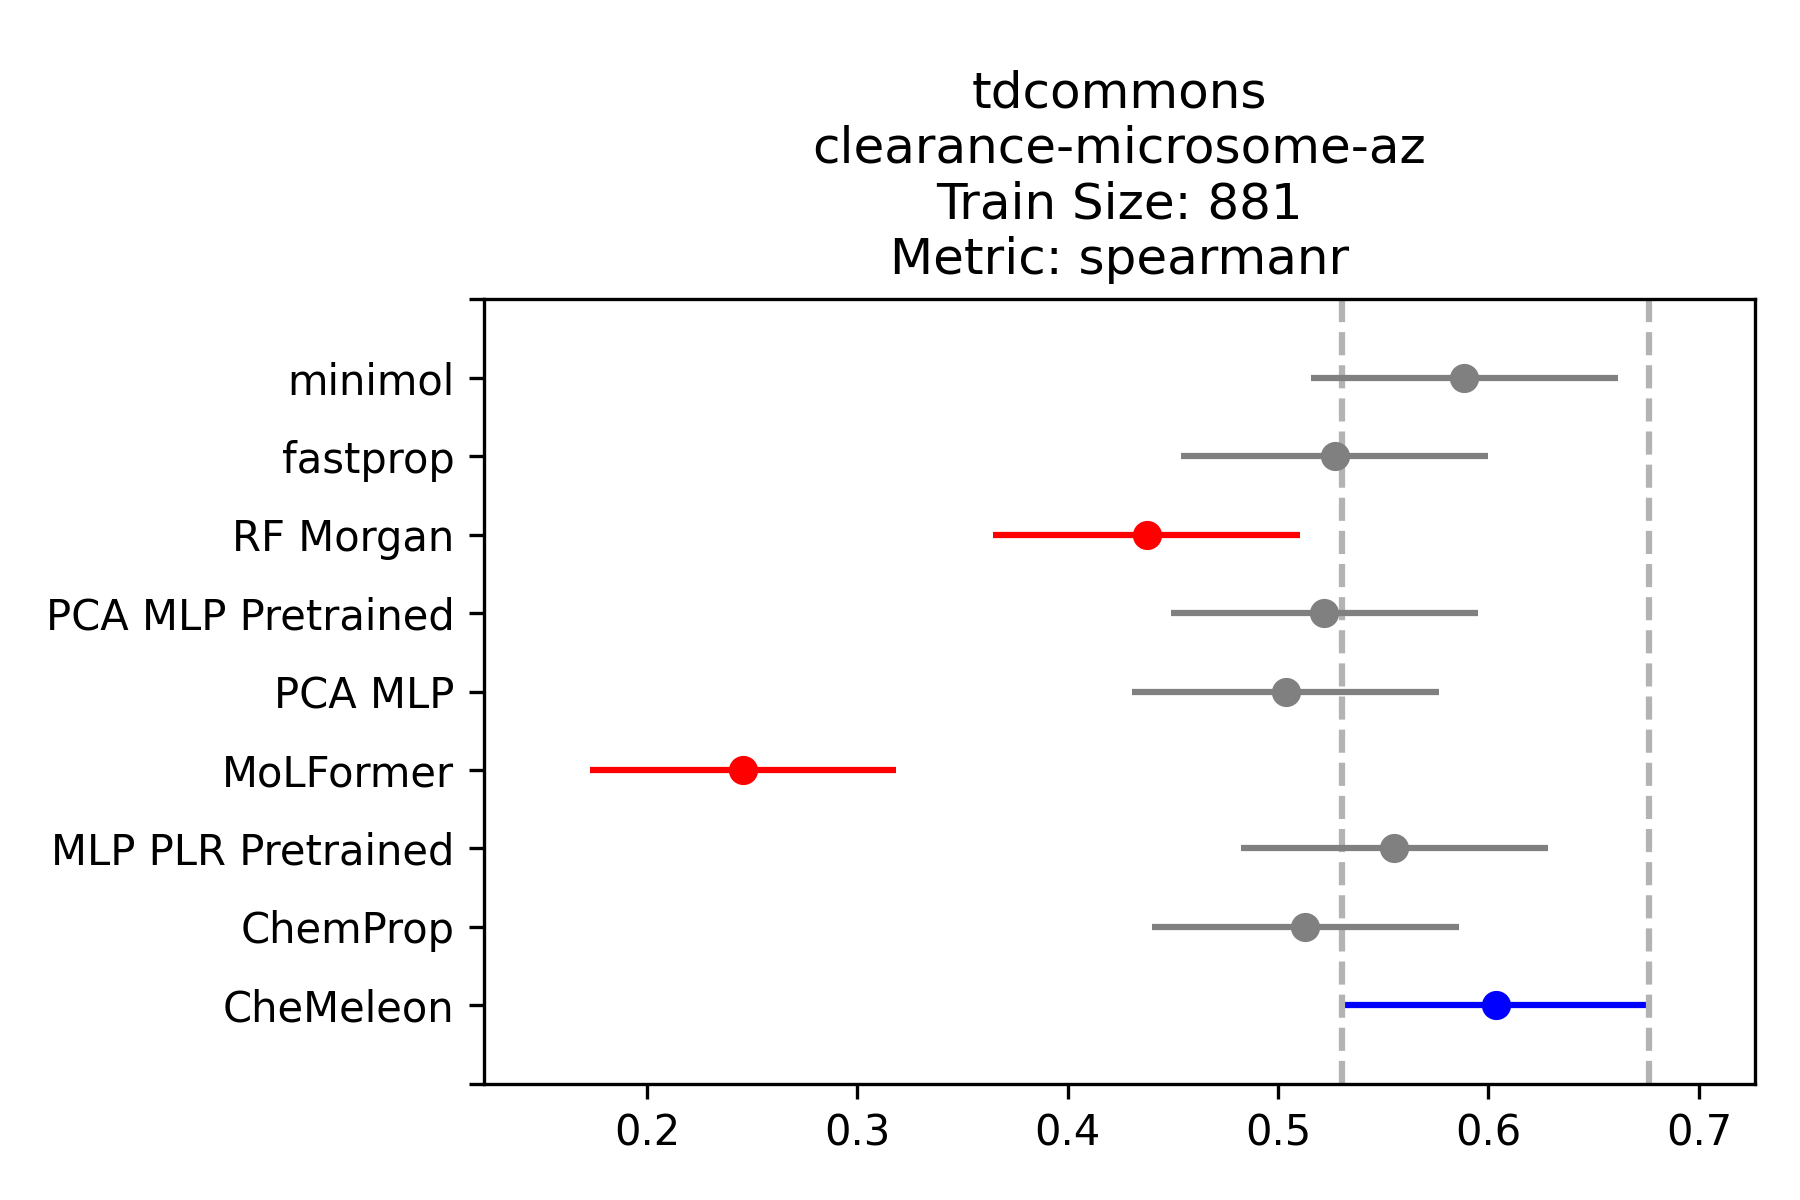 tdcommons
clearance-microsome-az
Train Size: 881
Metric: spearmanr
minimol
fastprop
RF Morgan
PCA MLP Pretrained
PCA MLP
MoLFormer
MLP PLR Pretrained
ChemProp
CheMeleon
0.2 0.3 0.4 0.5 0.6 0.7